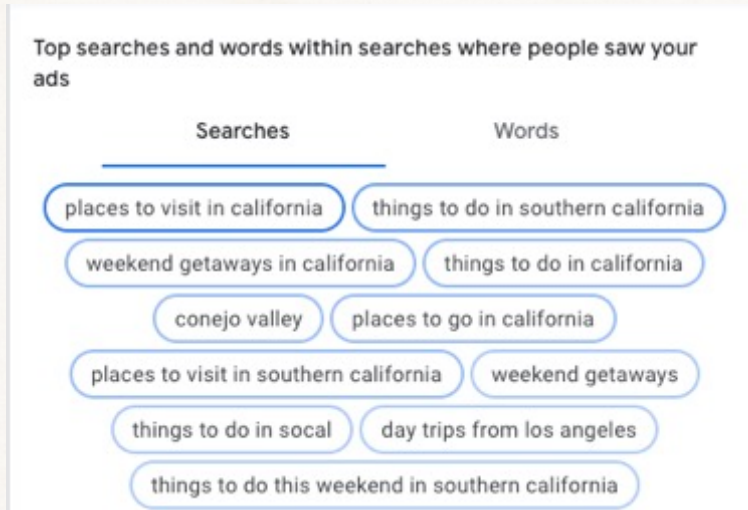 Top searches and words within searches where people saw your
ads
Searches Words
places to visit in california things to do in southern california
weekend getaways in california things to do in california
conejo valley places to go in california
places to visit in southern california weekend getaways
things to do in socal day trips from los angeles
things to do this weekend in southern california